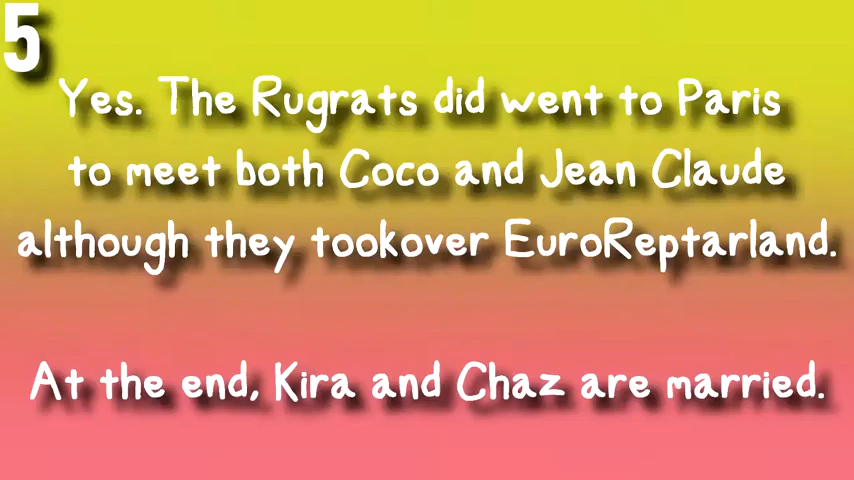 5
Yes. The Rugrats did went to Paris
to meet both Coco and Jean Claude
although they tookover EuroReptarland.
At the end, Kira and Chaz are married.